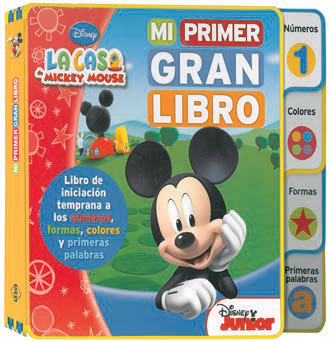 MI PRIMER GRAN LIBRO
Disney
LA CASA
de MICKEY MOUSE
MI PRIMER
GRAN
LIBRO
Libro de
iniciación
temprana a
los números,
formas, colores
y primeras
palabras
Disney
Junior
Números
1
Colores
Formas
Primeras
palabras
a